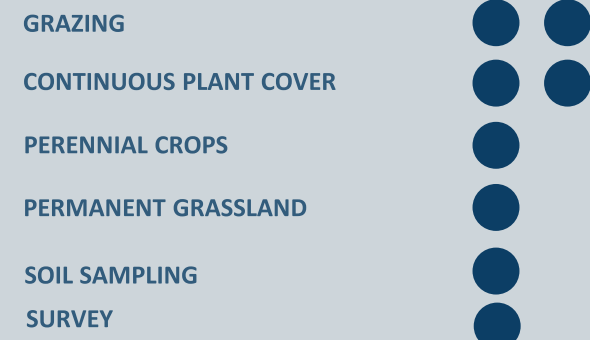 GRAZING
CONTINUOUS PLANT COVER
PERENNIAL CROPS
PERMANENT GRASSLAND
SOIL SAMPLING
SURVEY